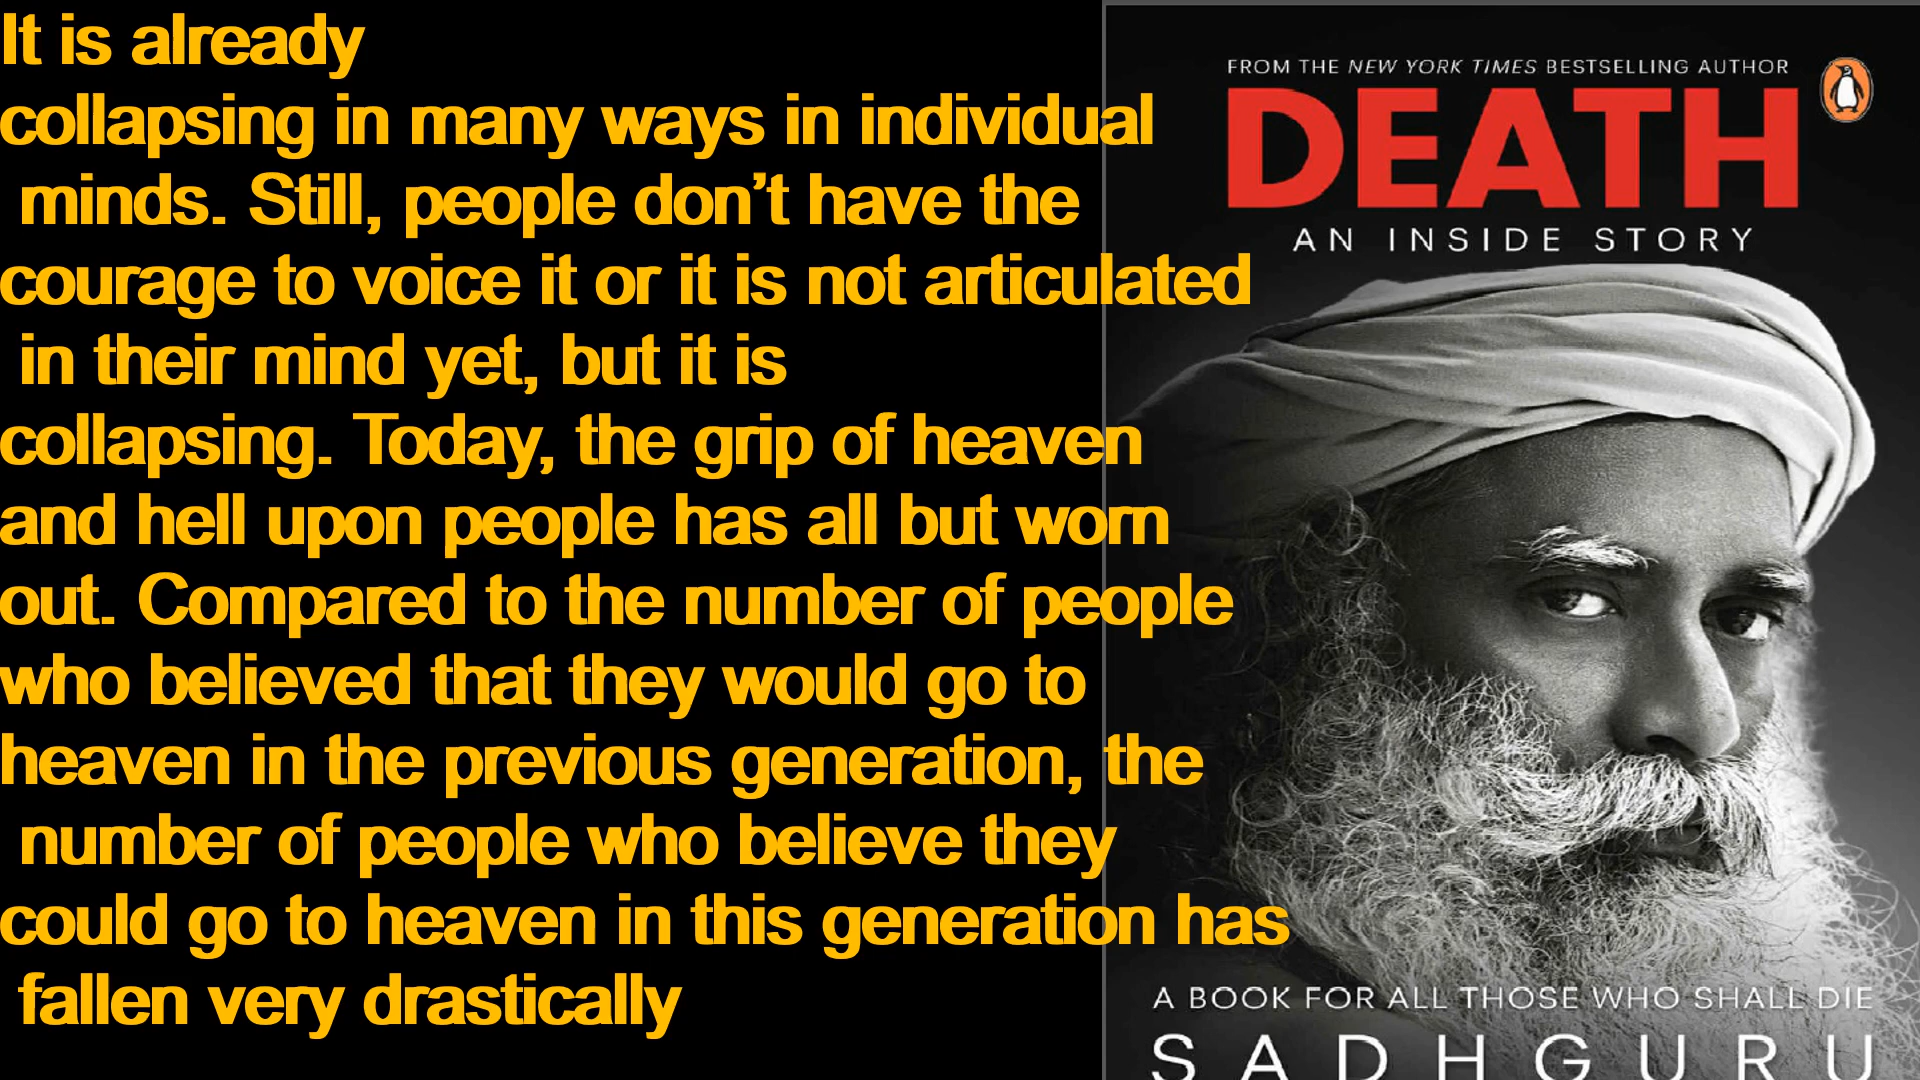 It is already
collapsing in many ways in individual
minds. Still, people don’t have the
courage to voice it or it is not articulated
in their mind yet, but it is
collapsing. Today, the grip of heaven
and hell upon people has all but worn
out. Compared to the number of people
who believed that they would go to
heaven in the previous generation, the
number of people who believe they
could go to heaven in this generation has
fallen very drastically
FROM THE NEW YORK TIMES BESTSELLING AUTHOR
DEATH
AN INSIDE STORY
A BOOK FOR ALL THOSE WHO SHALL DIE
SADHGURU